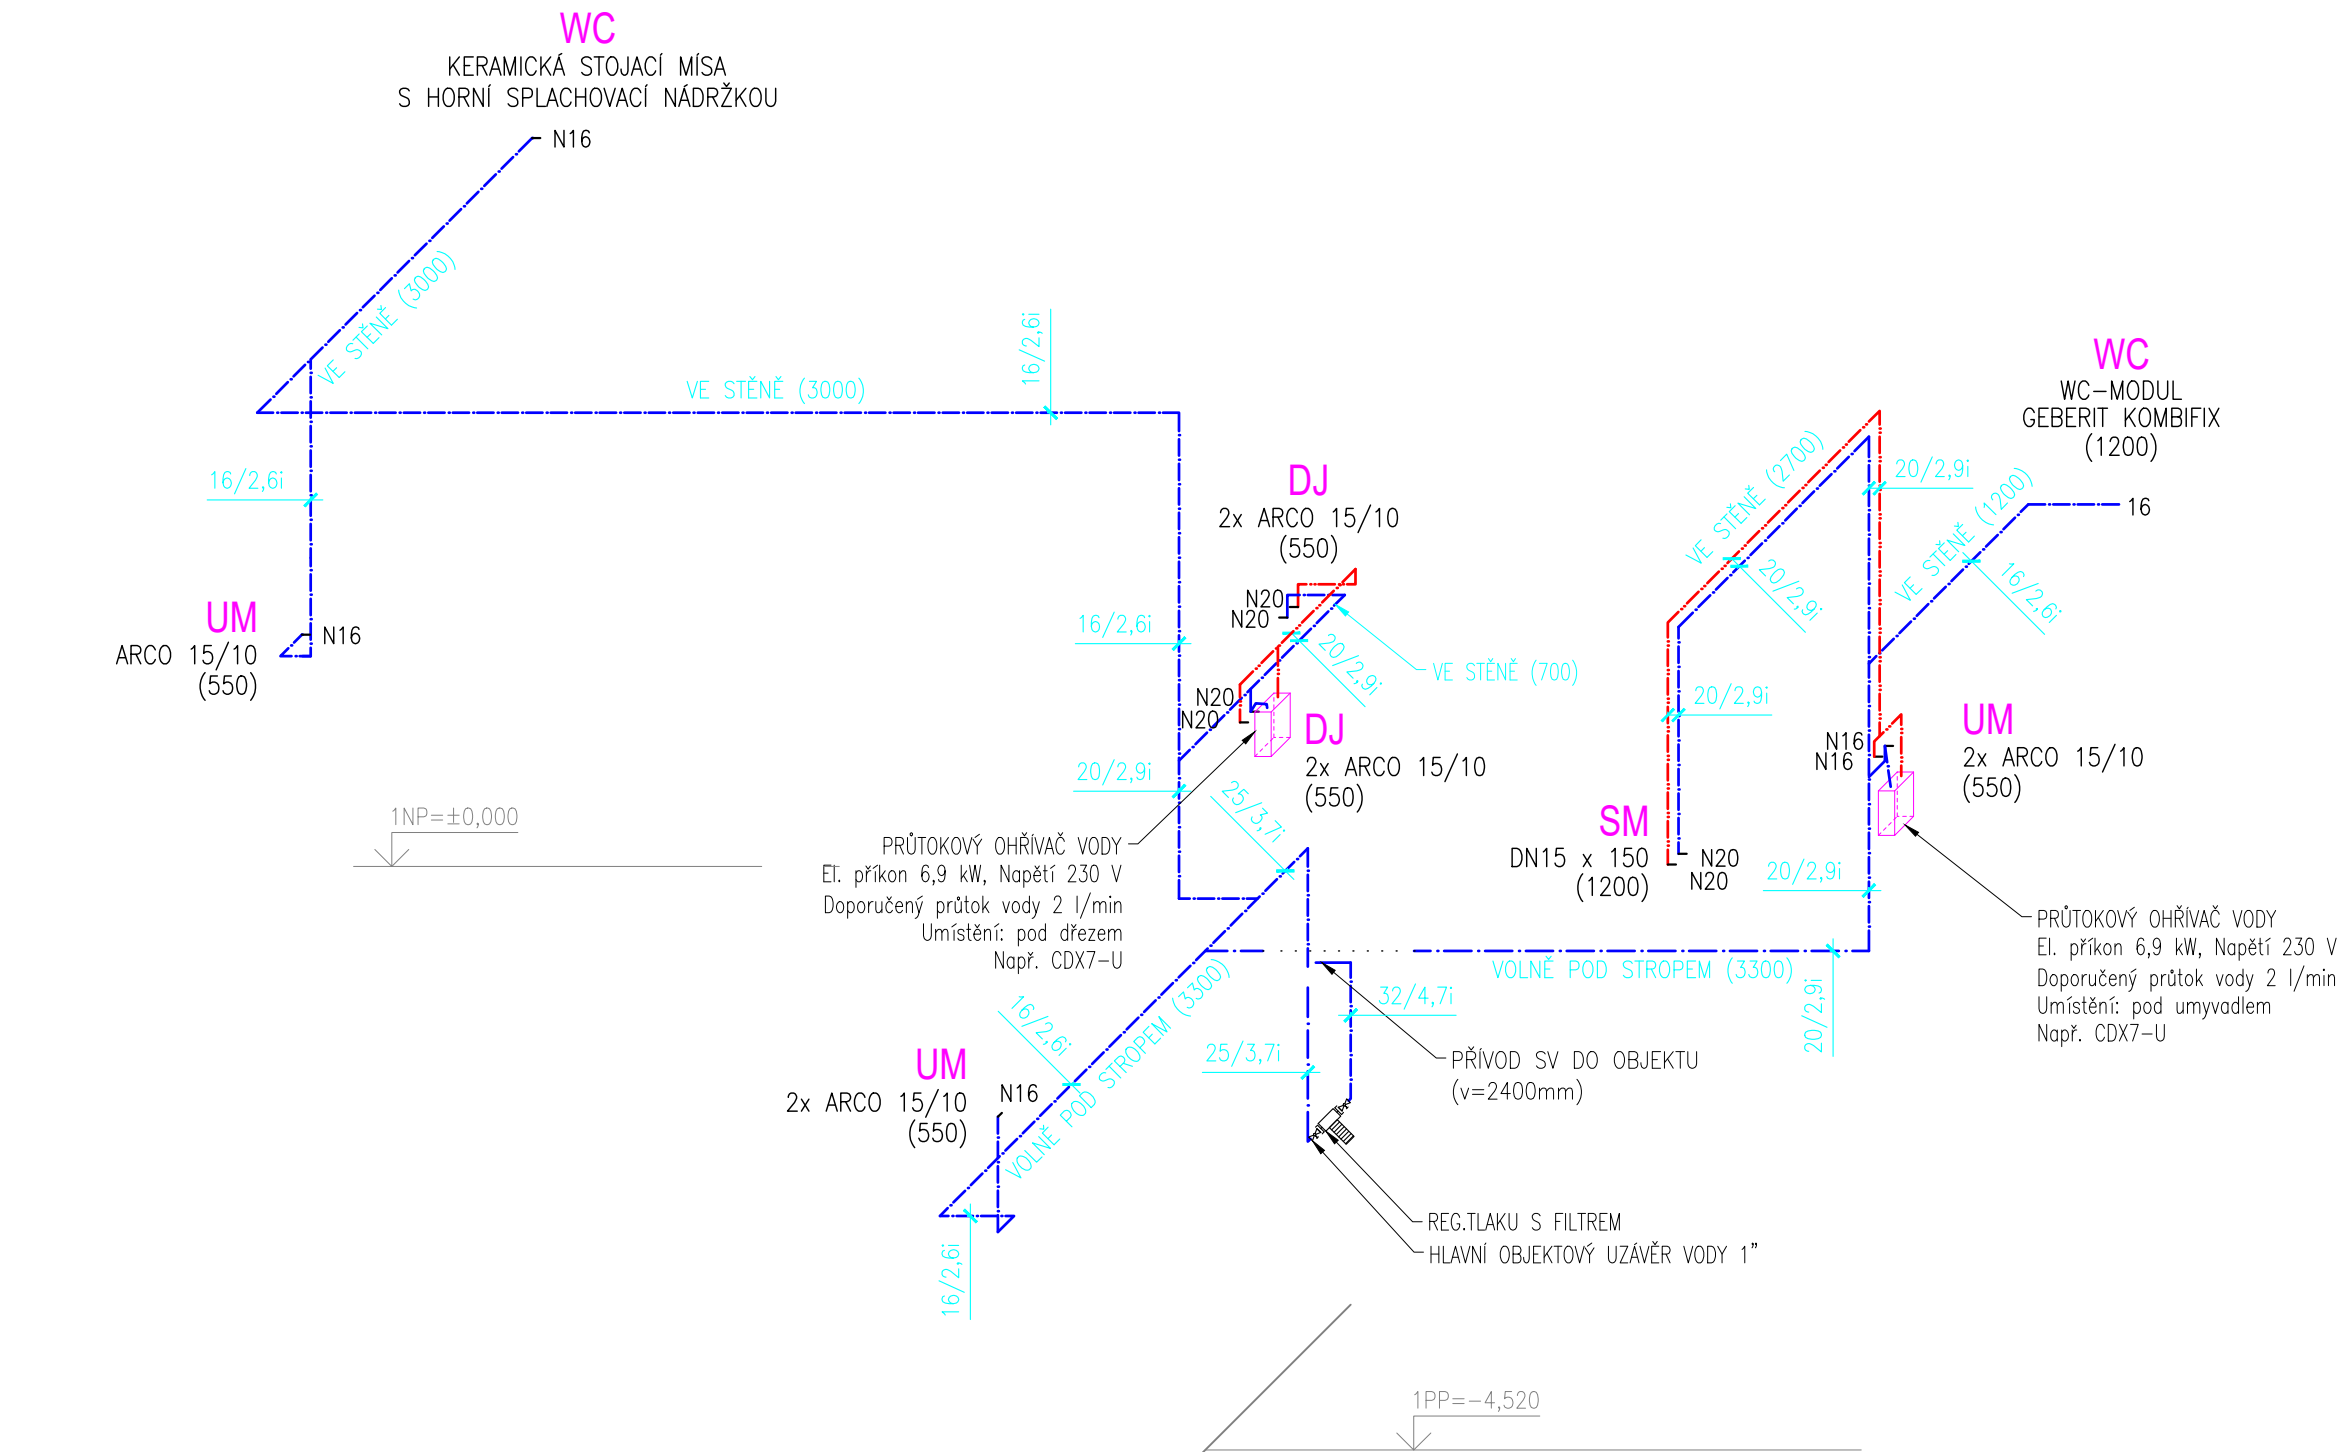 WC
KERAMICKÁ STOJACÍ MÍSA
S HORNÍ SPLACHOVACÍ NÁDRŽKOU
N16
VE STĚNĚ (3000)
VE STĚNĚ (3000)
16/2,6i
16/2,6i
UM
ARCO 15/10
(550)
N16
WC
WC-MODUL
GEBERIT KOMBIFIX
(1200)
16
VE STĚNĚ (2700)
20/2,9i
VE STĚNĚ (1200)
20/2,9i
16/2,6i
DJ
2x ARCO 15/10
(550)
N20
N20
16/2,6i
20/2,9i
VE STĚNĚ (700)
N20
N20
20/2,9i
DJ
2x ARCO 15/10
(550)
20/2,9i
N16
N16
UM
2x ARCO 15/10
(550)
25/3,7i
1NP=±0,000
PRŮTOKOVÝ OHŘÍVAČ VODY
El. příkon 6,9 kW, Napětí 230 V
Doporučený průtok vody 2 l/min
Umístění: pod dřezem
Např. CDX7-U
SM
DN15 x 150
(1200)
N20
N20
20/2,9i
PRŮTOKOVÝ OHŘÍVAČ VODY
El. příkon 6,9 kW, Napětí 230 V
Doporučený průtok vody 2 l/min
Umístění: pod umyvadlem
Např. CDX7-U
VOLNĚ POD STROPEM (3300)
20/2,9i
VOLNĚ POD STROPEM (3300)
16/2,6i
32/4,7i
25/3,7i
PŘÍVOD SV DO OBJEKTU
(v=2400mm)
UM
2x ARCO 15/10
(550)
N16
16/2,6i
REG.TLAKU S FILTREM
HLAVNÍ OBJEKTOVÝ UZÁVĚR VODY 1"
1PP=-4,520